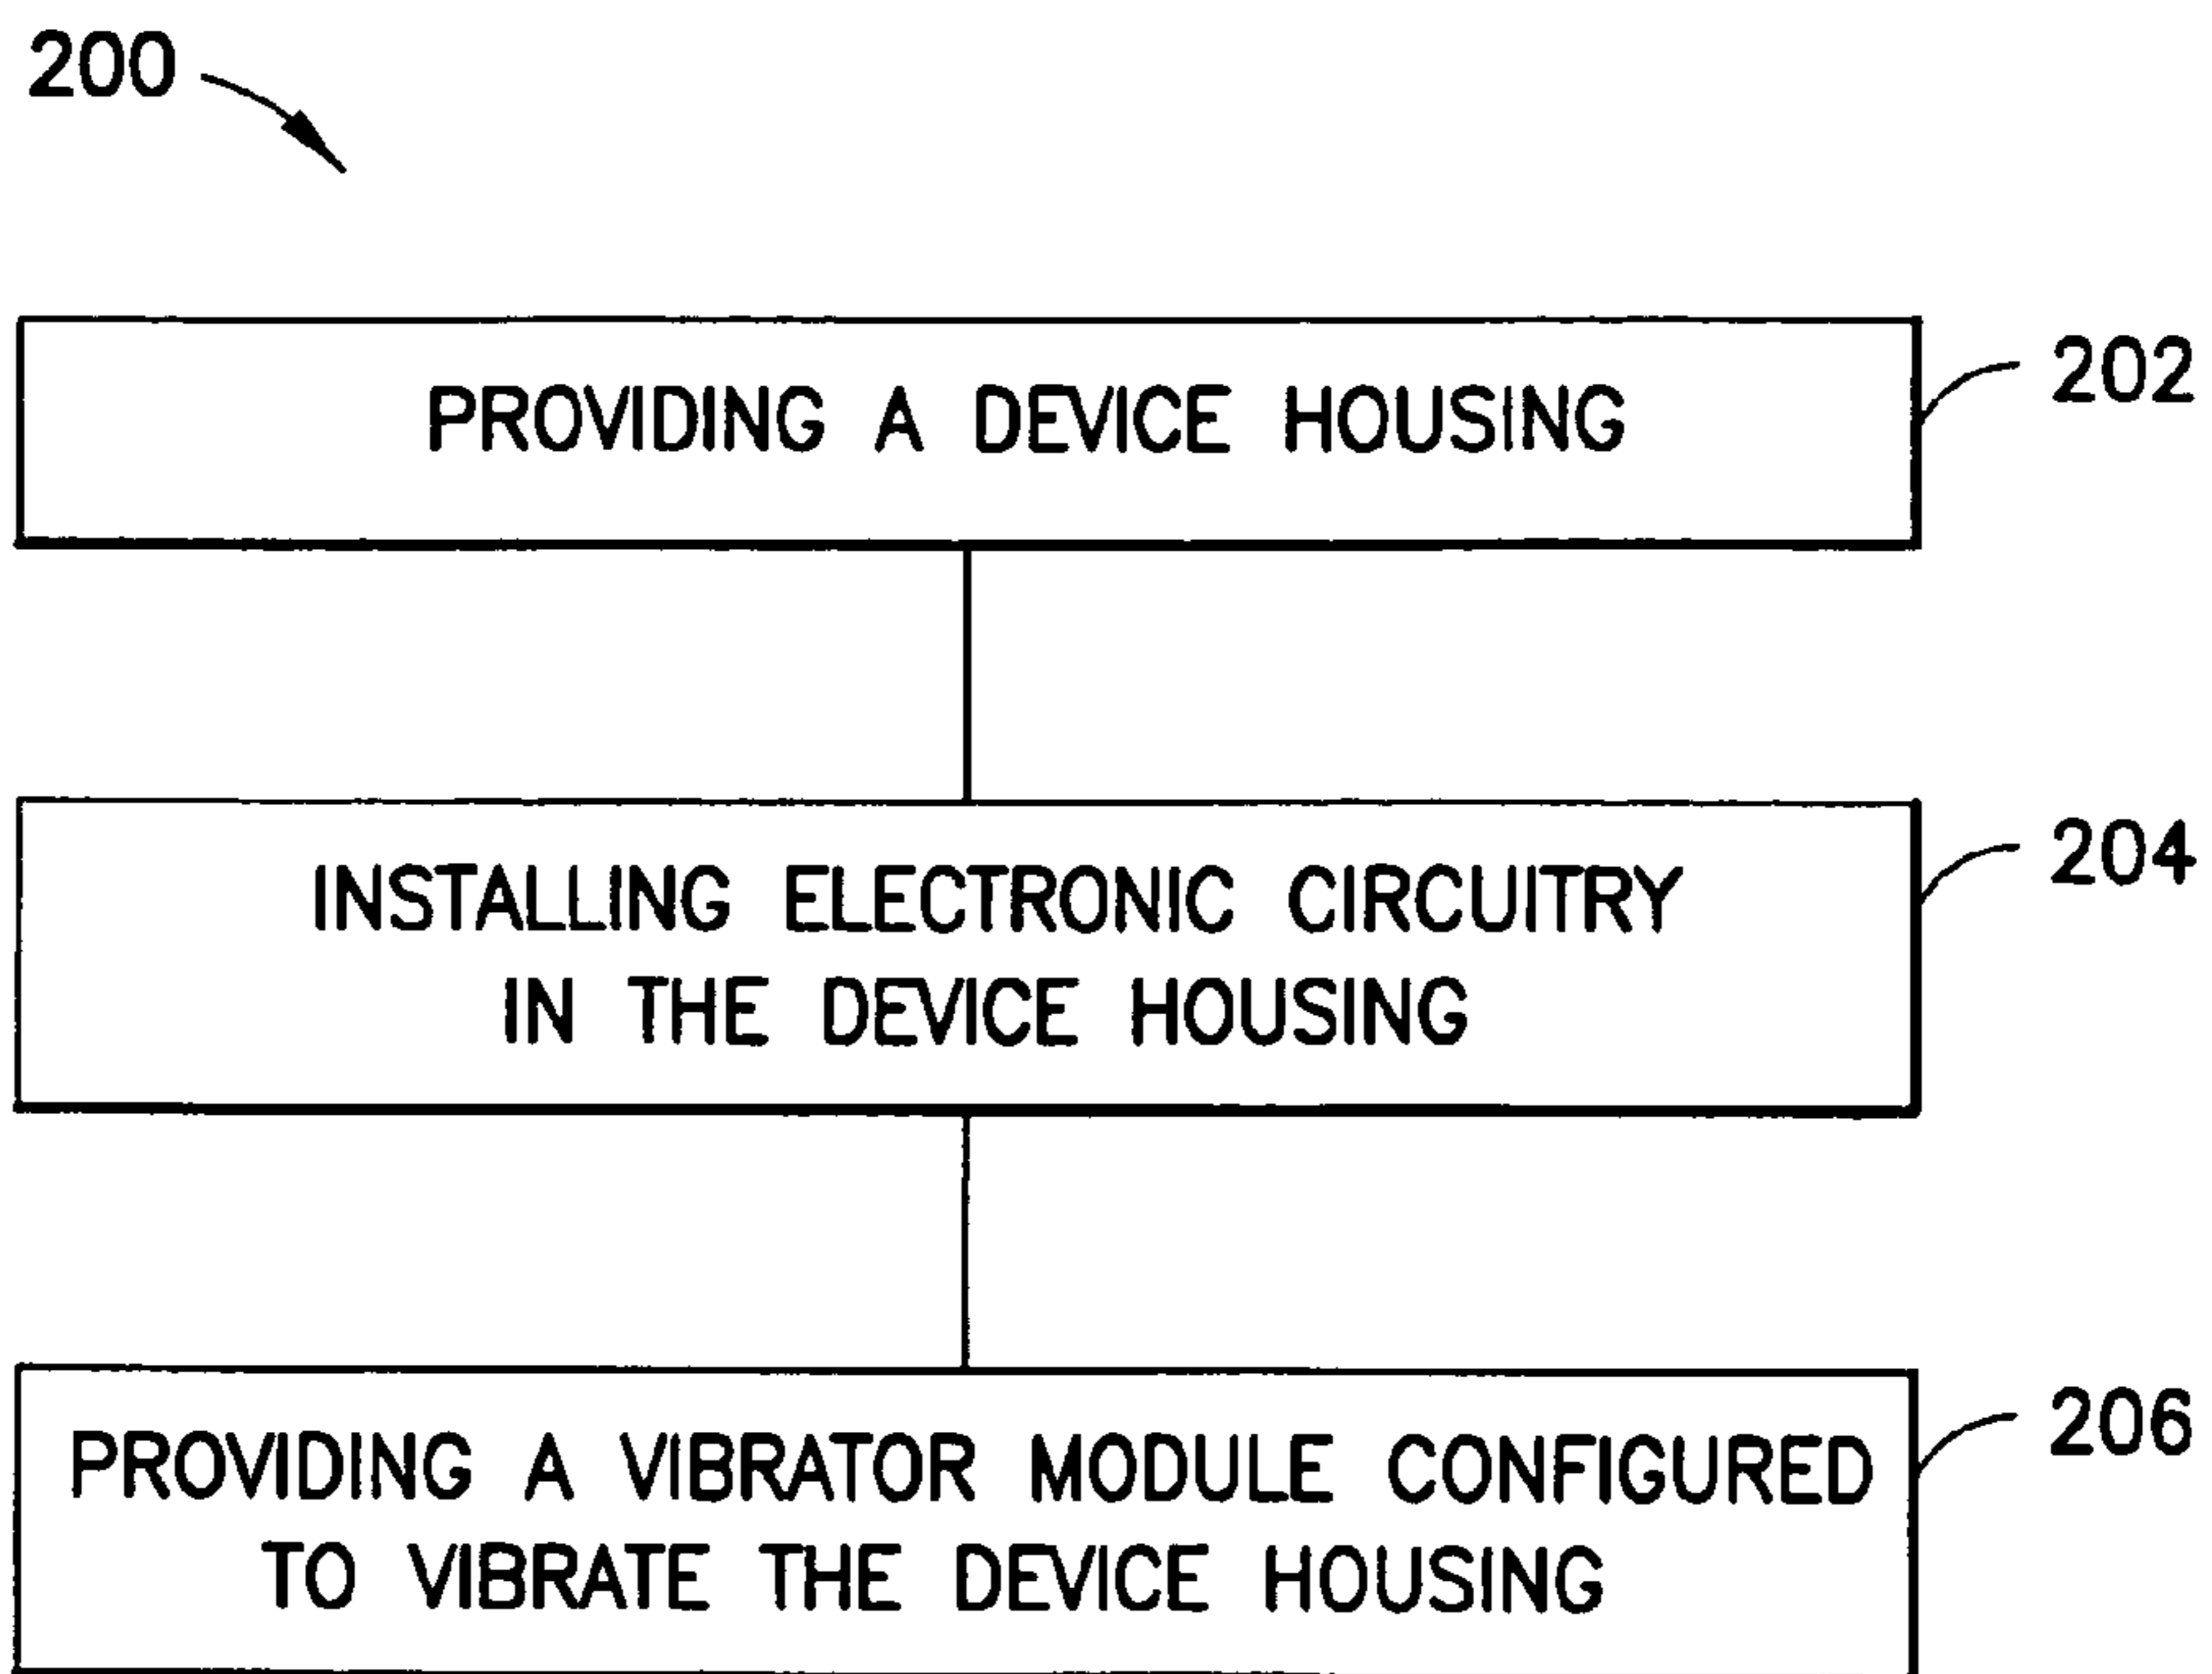 200
PROVIDING A DEVICE HOUSING
202
INSTALLING ELECTRONIC CIRCUITRY
IN THE DEVICE HOUSING
204
PROVIDING A VIBRATOR MODULE CONFIGURED
TO VIBRATE THE DEVICE HOUSING
206